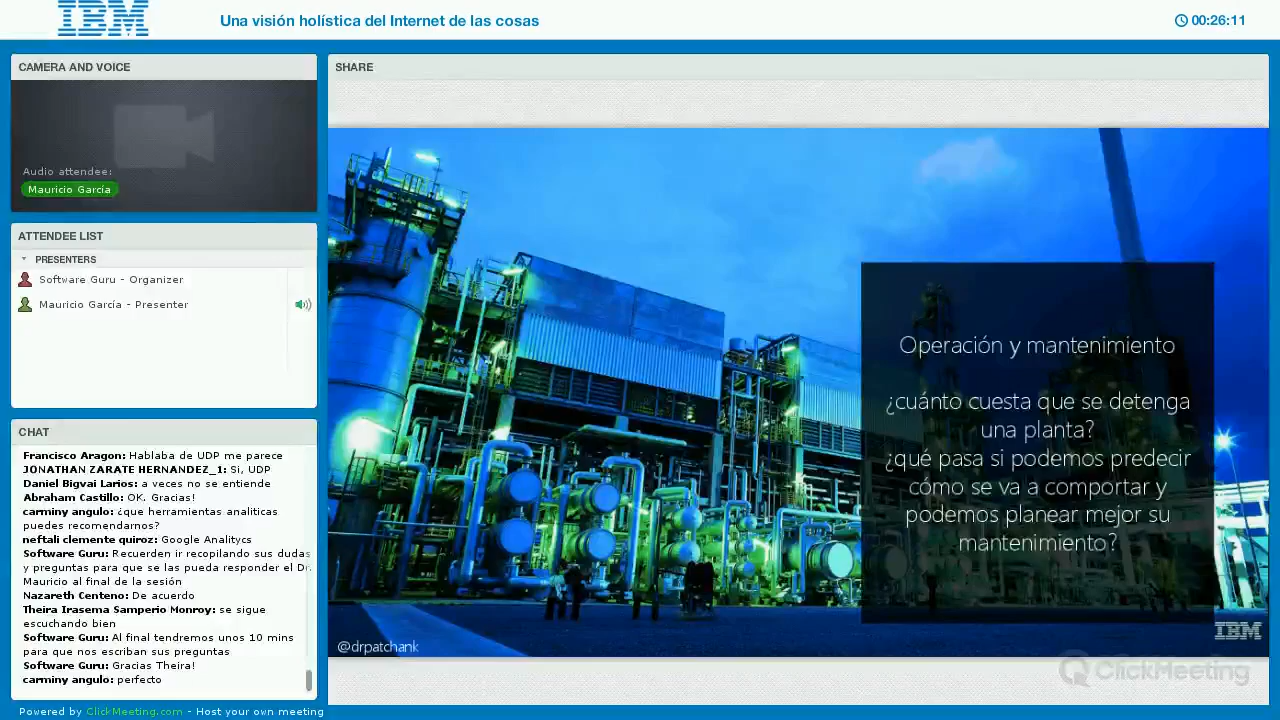 IBM
Una visión holística del Internet de las cosas
00:26:11
CAMERA AND VOICE
Audio attendee:
Mauricio García
ATTENDEE LIST
PRESENTERS
Software Guru - Organizer
Mauricio García - Presenter
CHAT
Francisco Aragon: Hablaba de UDP me parece
JONATHAN ZARATE HERNANDEZ_1: Si, UDP
Daniel Bigvai Larios: a veces no se entiende
Abraham Castillo: OK. Gracias!
carminy angulo: ¿que herramientas analiticas
puedes recomendarnos?
neftali clemente quiroz: Google Analitycs
Software Guru: Recuerden ir recopilando sus dudas
y preguntas para que se las pueda responder el Dr.
Mauricio al final de la sesión
Nazareth Centeno: De acuerdo
Theira Irasema Samperio Monroy: se sigue
escuchando bien
Software Guru: Al final tendremos unos 10 mins
para que nos escriban sus preguntas
Software Guru: Gracias Theira!
carminy angulo: perfecto
Powered by ClickMeeting.com - Host your own meeting
SHARE
Operación y mantenimiento
¿cuánto cuesta que se detenga
una planta?
¿qué pasa si podemos predecir
cómo se va a comportar y
podemos planear mejor su
mantenimiento?
@drpatchank
IBM
ClickMeeting